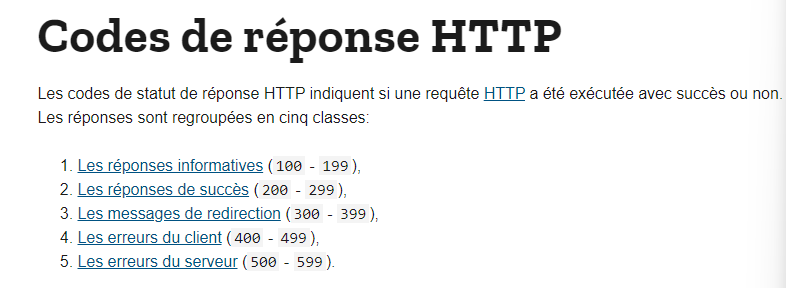 Codes de réponse HTTP
Les codes de statut de réponse HTTP indiquent si une requête HTTP a été exécutée avec succès ou non.
Les réponses sont regroupées en cinq classes:
1. Les réponses informatives (100 - 199),
2. Les réponses de succès (200 - 299),
3. Les messages de redirection (300 - 399),
4. Les erreurs du client (400 - 499),
5. Les erreurs du serveur (500 - 599).